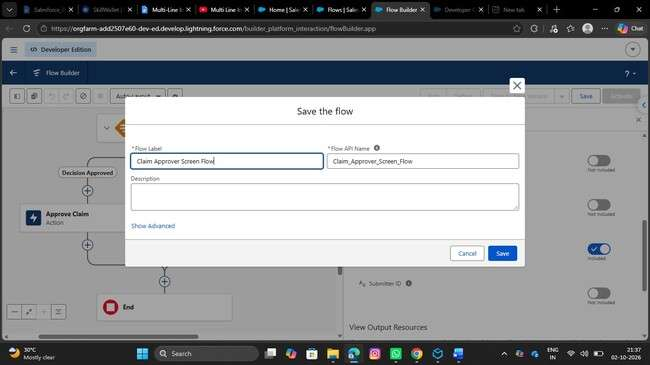 Salesforce_
SkillWallet |
Multi-Line I
Multi Line In
Home | Sal
Flows | Sale
Flow Builder
Developer
New tab
https://orgfarm-add2507e60-dev-ed.develop.lightning.force.com/builder_platform_interaction/flowBuilder.app
Chat
Developer Edition
Flow Builder
?
Save
Save the flow
*Flow Label
*Flow API Name
Claim Approver Screen Flow
Claim_Approver_Screen_Flow
Description
Show Advanced
Cancel
Save
Decision Approved
Approve Claim
Action
End
Not Included
Not Included
Included
Submitter ID
Not Included
View Output Resources
30°C
Mostly clear
Search
ENG
IN
21:37
02-10-2026